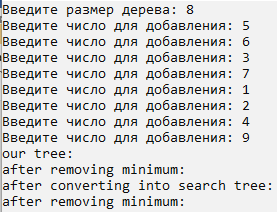 Введите размер дерева: 8
Введите число для добавления: 5
Введите число для добавления: 6
Введите число для добавления: 3
Введите число для добавления: 7
Введите число для добавления: 1
Введите число для добавления: 2
Введите число для добавления: 4
Введите число для добавления: 9
our tree:
after removing minimum:
after converting into search tree:
after removing minimum: